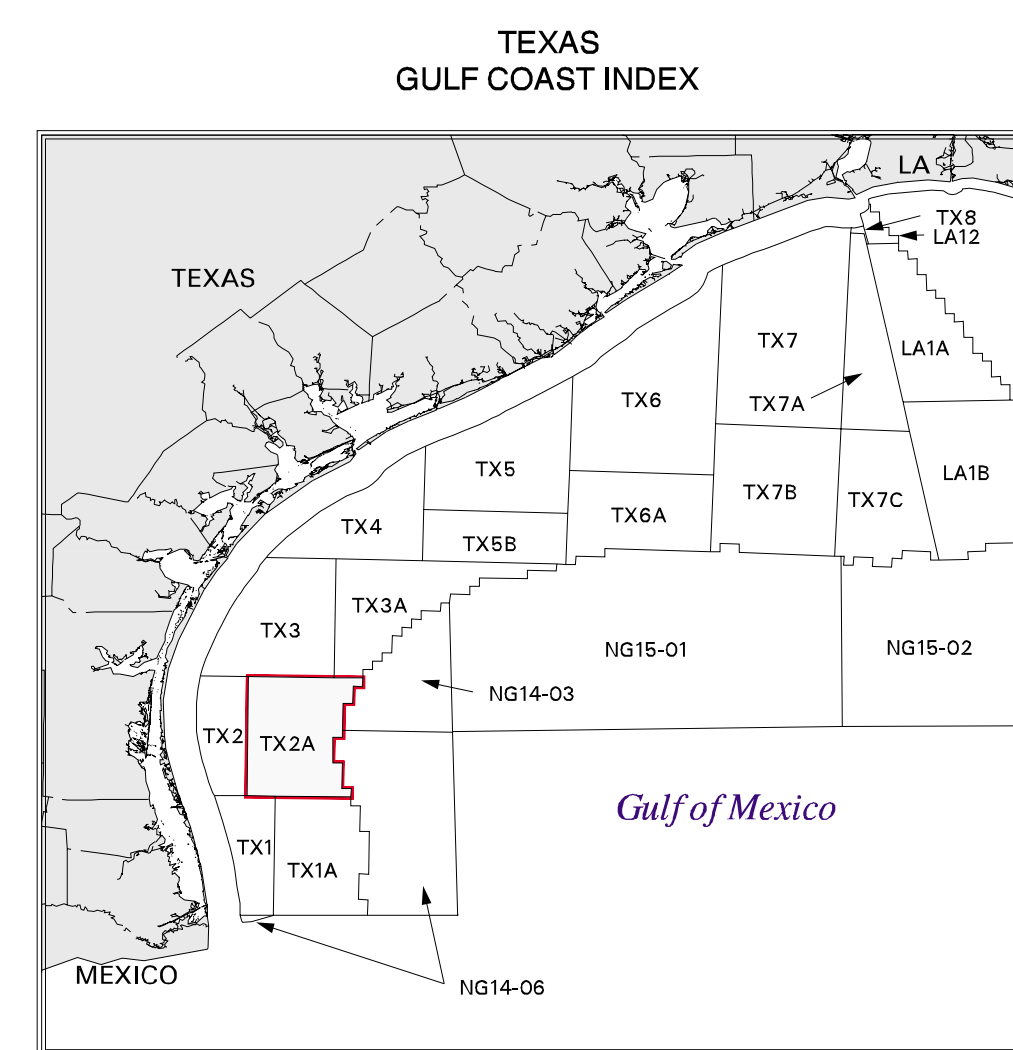 TEXAS
GULF COAST INDEX
LA
TX8
LA12
TEXAS
TX7
LA1A
TX6
TX7A
TX5
LA1B
TX7B
TX7C
TX6A
TX4
TX5B
TX3A
TX3
NG15-01
NG15-02
NG14-03
TX2
TX2A
Gulf of Mexico
TX1
TX1A
MEXICO
NG14-06